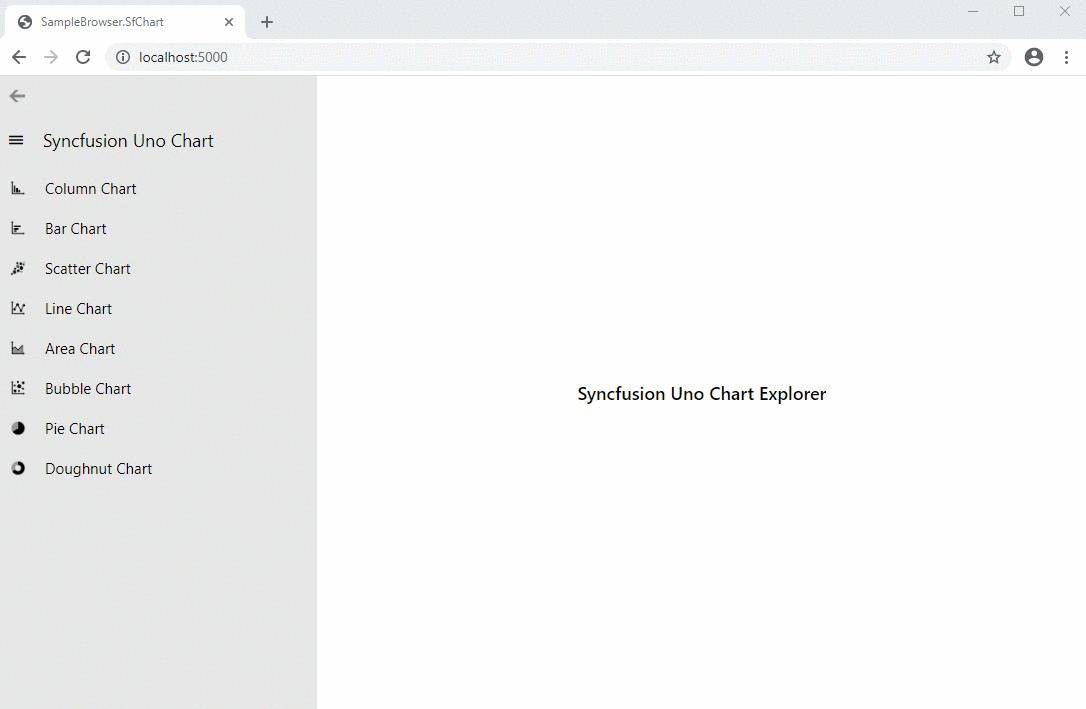 SampleBrowser.SfChart
localhost:5000
Syncfusion Uno Chart
Column Chart
Bar Chart
Scatter Chart
Line Chart
Area Chart
Bubble Chart
Pie Chart
Doughnut Chart
Syncfusion Uno Chart Explorer